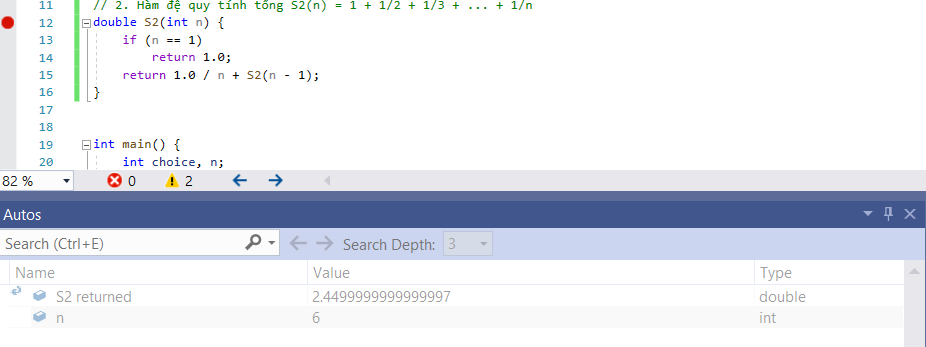 11 // 2. Hàm đệ quy tính tổng S2(n) = 1 + 1/2 + 1/3 + ... + 1/n
12 double S2(int n) {
13 if (n == 1)
14 return 1.0;
15 return 1.0 / n + S2(n - 1);
16 }
17
18
19 int main() {
20 int choice, n;
82 % 0 2
Autos
Search (Ctrl+E) Search Depth: 3
Name Value Type
S2 returned 2.4499999999999997 double
n 6 int